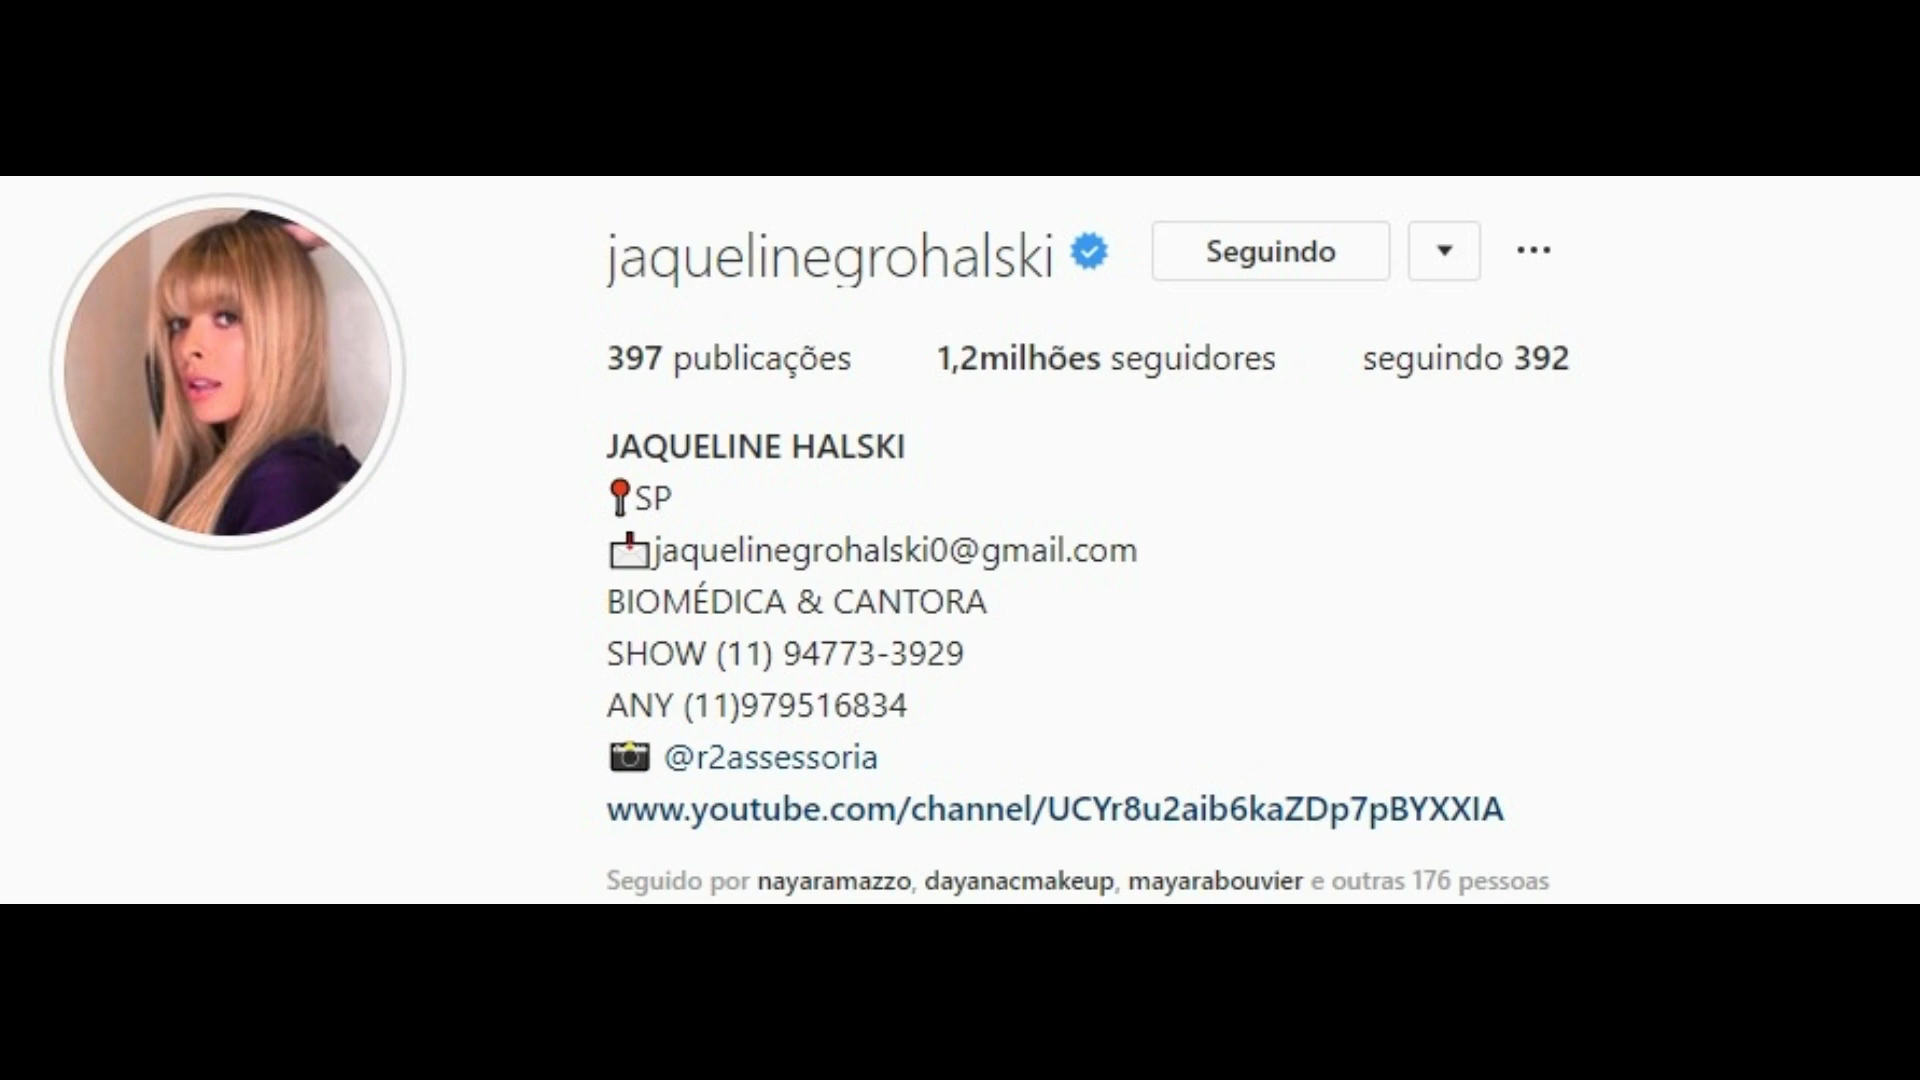 jaquelinegrohalski Seguindo
397 publicações 1,2milhões seguidores seguindo 392
JAQUELINE HALSKI
SP
jaquelinegrohalski0@gmail.com
BIOMÉDICA & CANTORA
SHOW (11) 94773-3929
ANY (11)979516834
@r2assessoria
www.youtube.com/channel/UCYr8u2aib6kaZDp7pBYXXIA
Seguido por nayaramazzo, dayanacmakeup, mayarabouvier e outras 176 pessoas